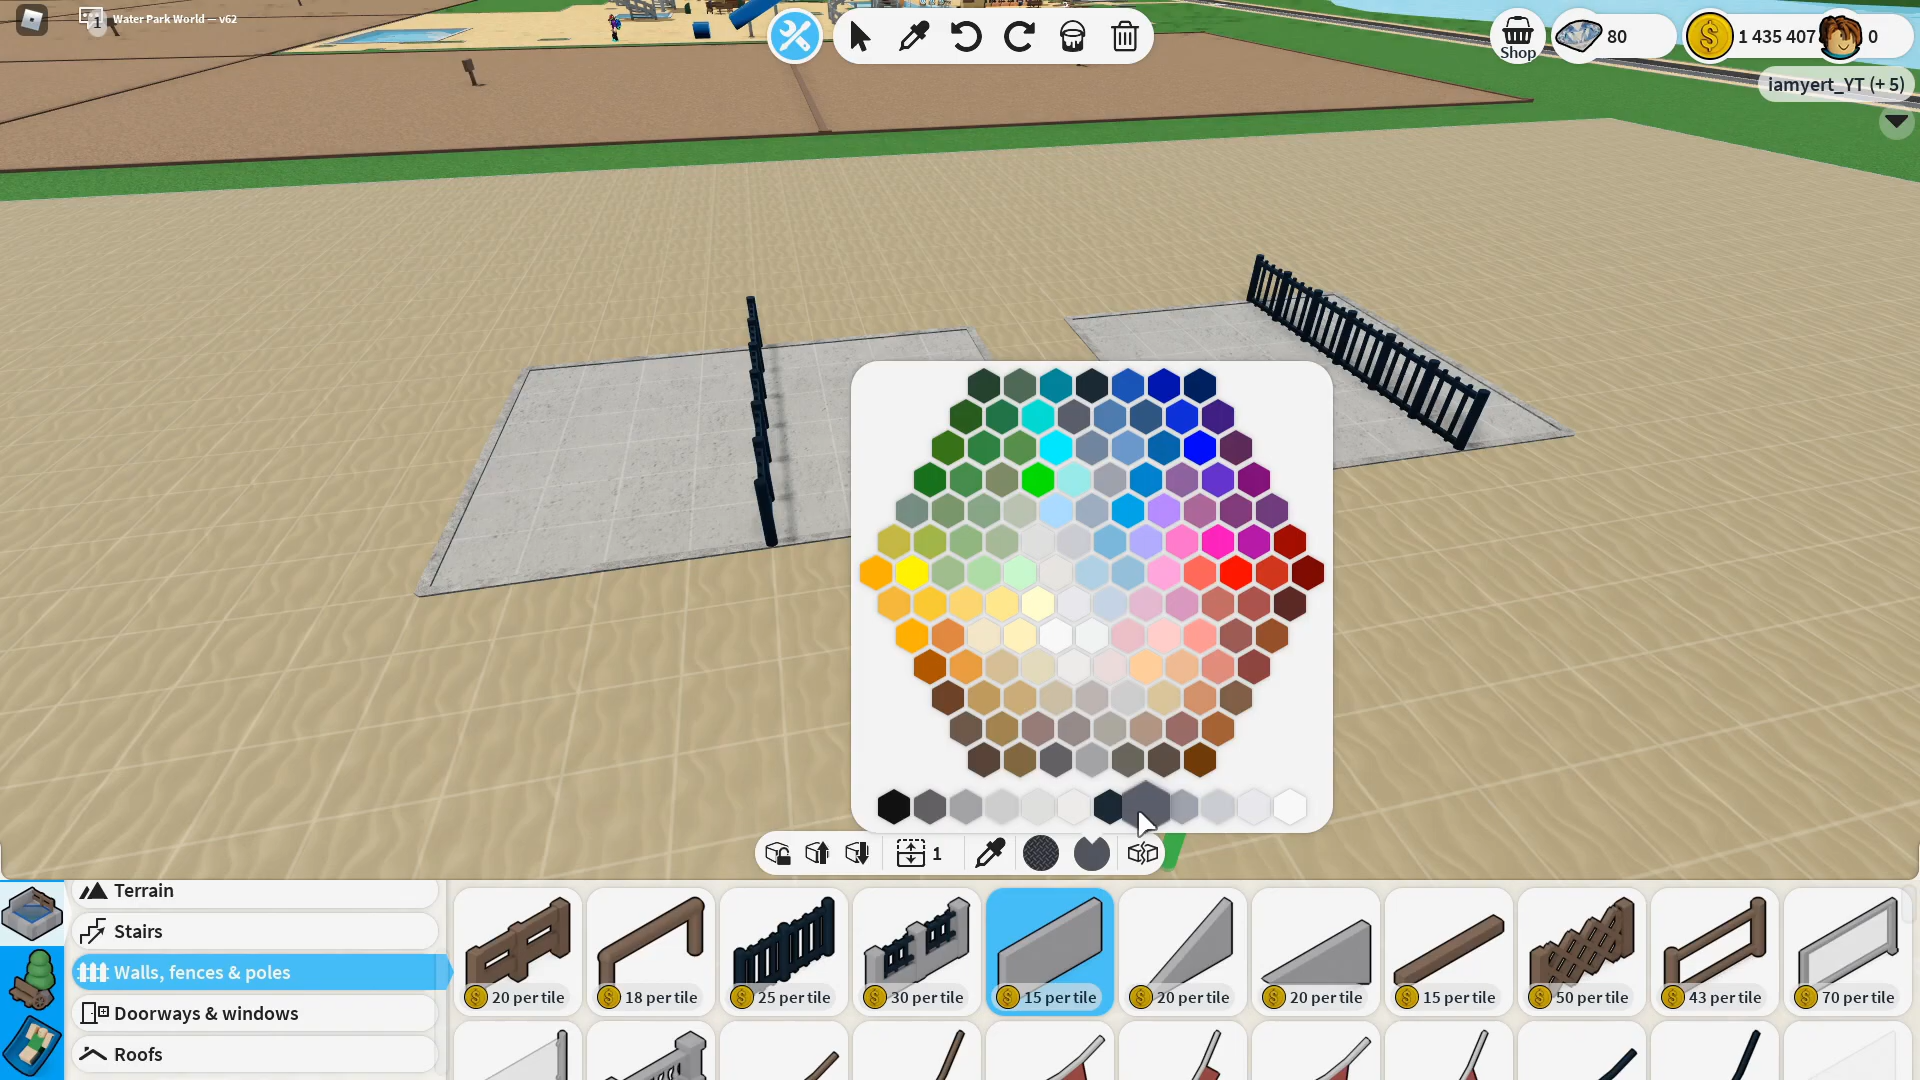 1
Water Park World — v62
Shop
80
1 435 407
0
iamyert_YT (+ 5)
1
Terrain
Stairs
Walls, fences & poles
Doorways & windows
Roofs
20 per tile
18 per tile
25 per tile
30 per tile
15 per tile
20 per tile
20 per tile
15 per tile
50 per tile
43 per tile
70 per tile